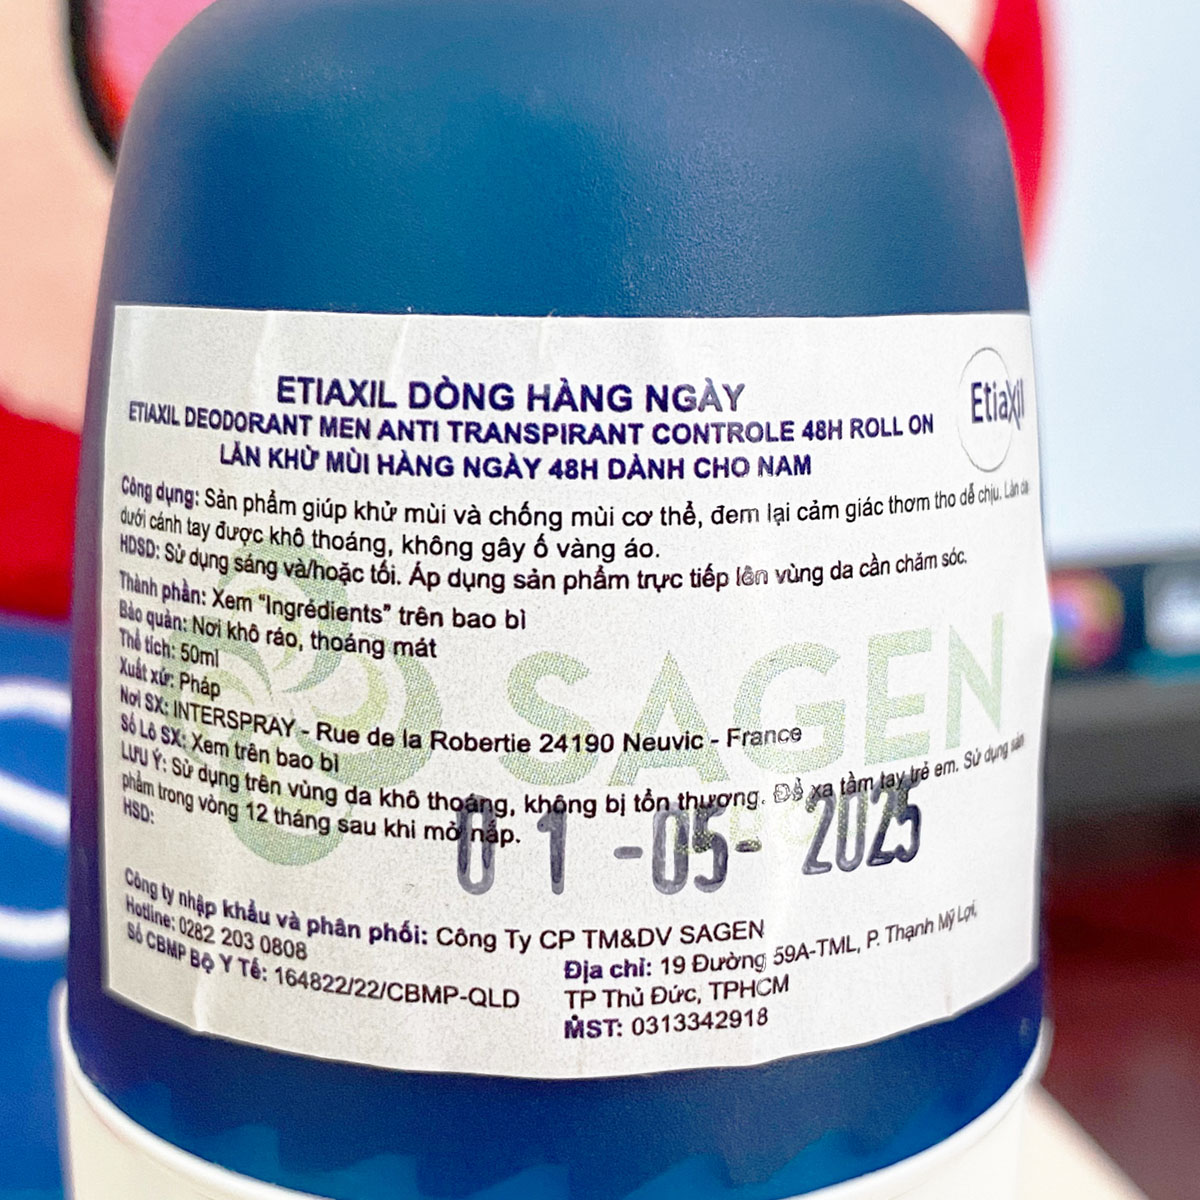 ETIAXIL DÒNG HÀNG NGÀY
Etiaxil
ETIAXIL DEODORANT MEN ANTI TRANSPIRANT CONTROLE 48H ROLL ON
LĂN KHỬ MÙI HÀNG NGÀY 48H DÀNH CHO NAM
Công dụng: Sản phẩm giúp khử mùi và chống mùi cơ thể, đem lại cảm giác thơm tho dễ chịu. Làn da
dưới cánh tay được khô thoáng, không gây ố vàng áo.
HDSD: Sử dụng sáng và/hoặc tối. Áp dụng sản phẩm trực tiếp lên vùng da cần chăm sóc.
Thành phần: Xem "Ingrédients" trên bao bì
Bảo quản: Nơi khô ráo, thoáng mát
Thể tích: 50ml
Xuất xứ: Pháp
SAGEN
Nơi SX: INTERSPRAY - Rue de la Robertie 24190 Neuvic - France
Số Lô SX: Xem trên bao bì
LƯU Ý: Sử dụng trên vùng da khô thoáng, không bị tổn thương. Để xa tầm tay trẻ em. Sử dụng sản
phẩm trong vòng 12 tháng sau khi mở nắp.
HSD: 01-05-2025
Công ty nhập khẩu và phân phối: Công Ty CP TM&DV SAGEN
Hotline: 0282 203 0808
Số CBMP Bộ Y Tế: 164822/22/CBMP-QLD
Địa chỉ: 19 Đường 59A-TML, P. Thạnh Mỹ Lợi,
TP Thủ Đức, TPHCM
MST: 0313342918